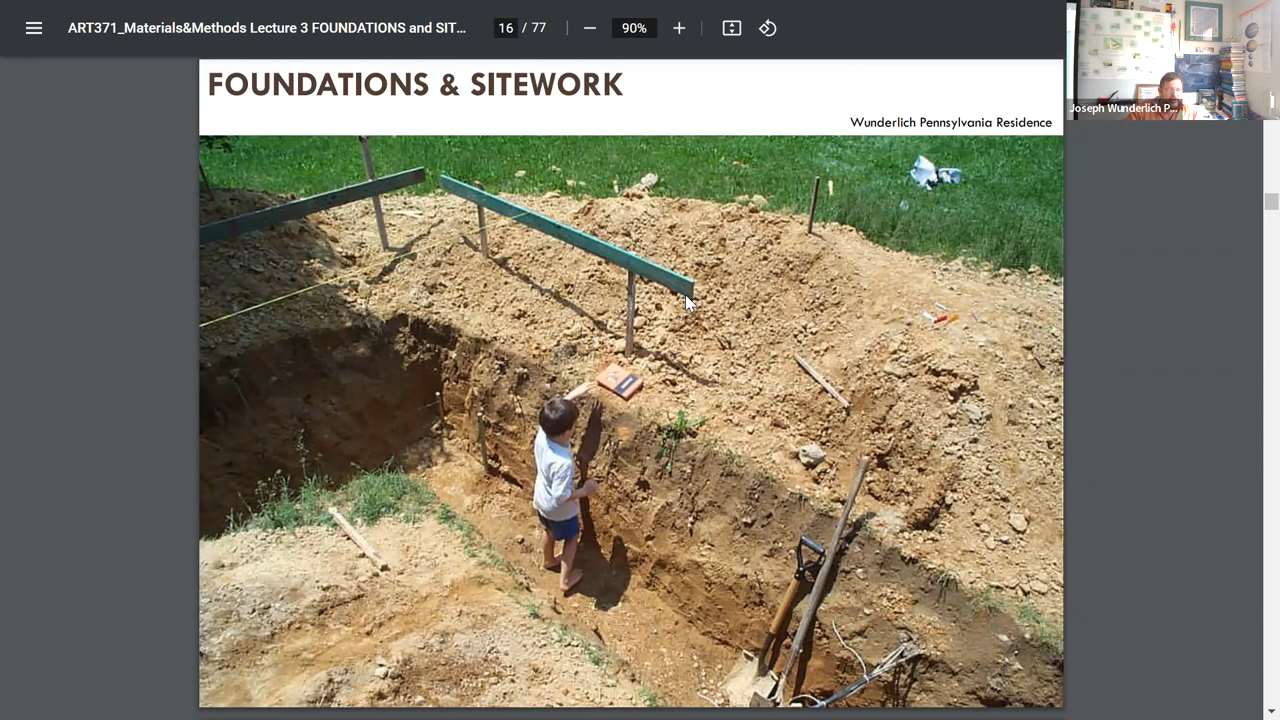 ART371_Materials&Methods Lecture 3 FOUNDATIONS and SIT...
16 / 77
90%
Joseph Wunderlich P...
FOUNDATIONS & SITEWORK
Wunderlich Pennsylvania Residence